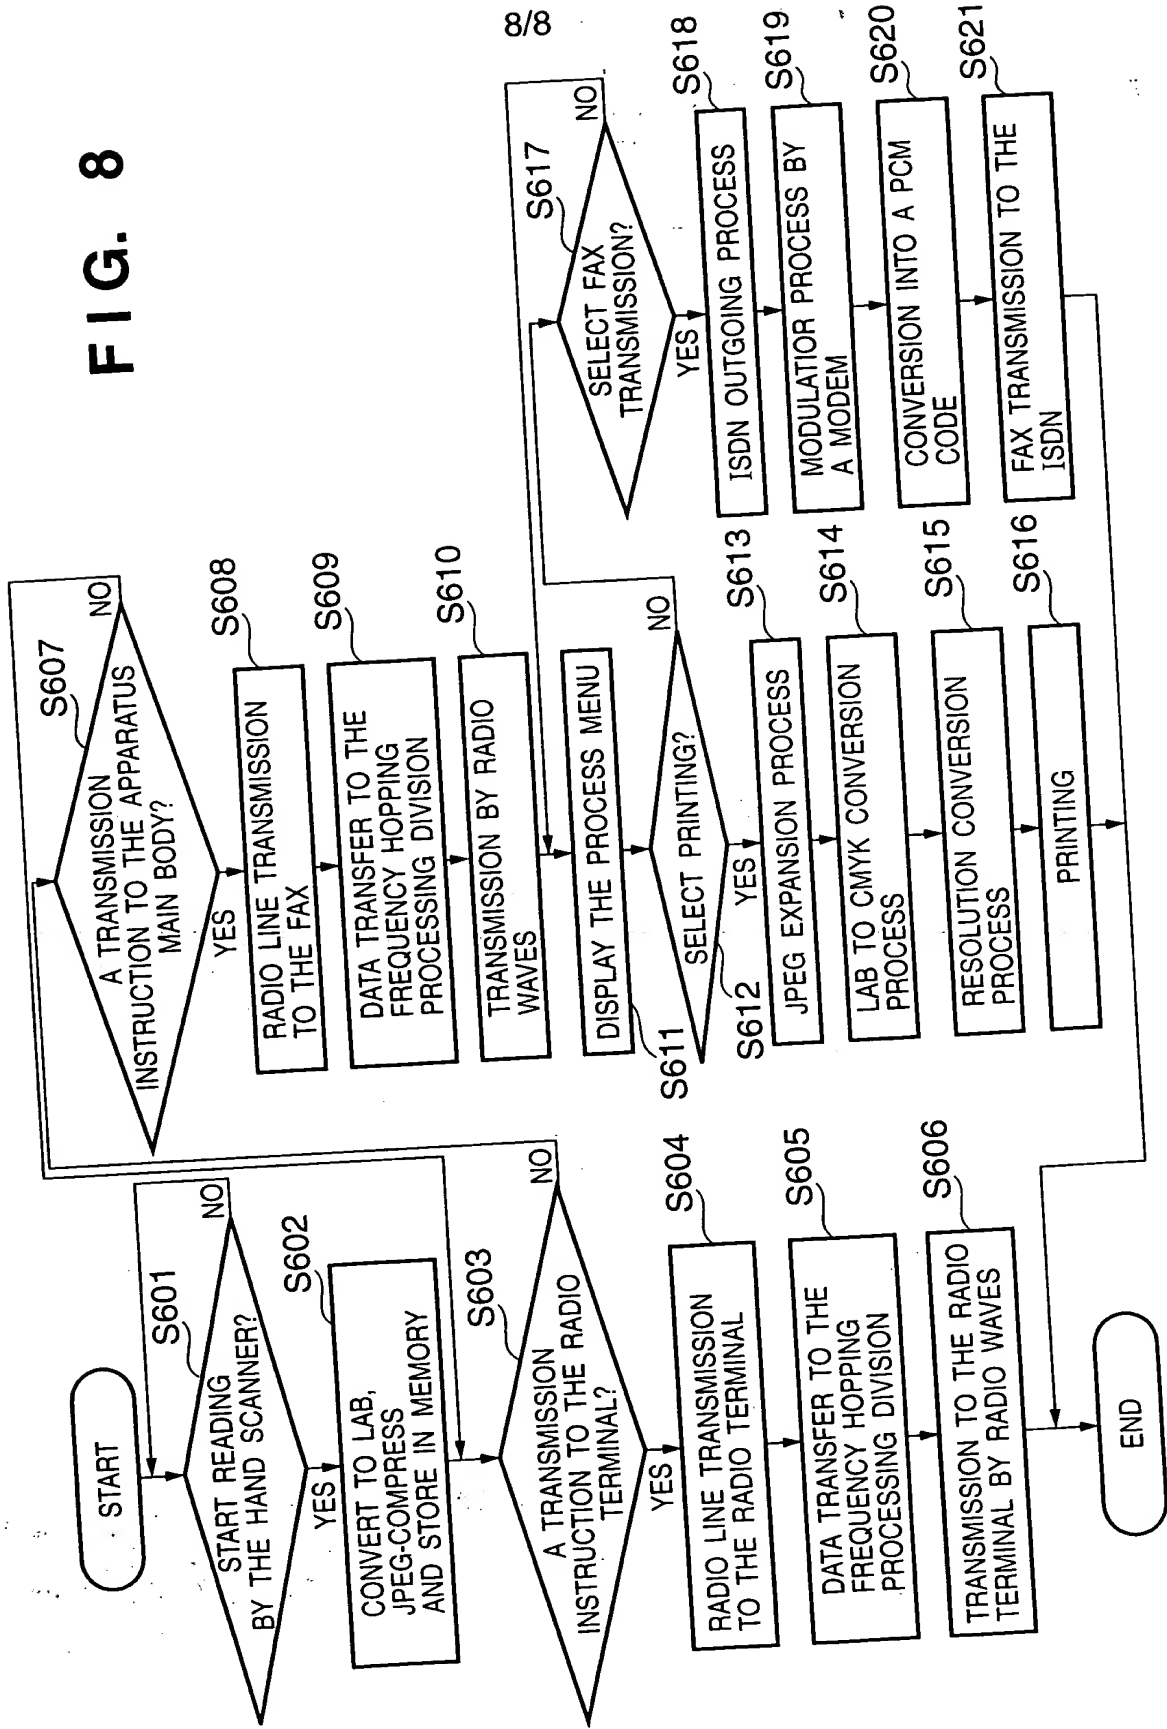 8/8
FIG. 8
START
S601
START READING
BY THE HAND SCANNER?
NO
YES
S602
CONVERT TO LAB,
JPEG-COMPRESS
AND STORE IN MEMORY
S603
A TRANSMISSION
INSTRUCTION TO THE RADIO
TERMINAL?
NO
YES
S604
RADIO LINE TRANSMISSION
TO THE RADIO TERMINAL
S605
DATA TRANSFER TO THE
FREQUENCY HOPPING
PROCESSING DIVISION
S606
TRANSMISSION TO THE RADIO
TERMINAL BY RADIO WAVES
END
S607
A TRANSMISSION
INSTRUCTION TO THE APPARATUS
MAIN BODY?
NO
YES
S608
RADIO LINE TRANSMISSION
TO THE FAX
S609
DATA TRANSFER TO THE
FREQUENCY HOPPING
PROCESSING DIVISION
S610
TRANSMISSION BY RADIO
WAVES
DISPLAY THE PROCESS MENU
S611
SELECT PRINTING?
NO
YES
S612
S613
JPEG EXPANSION PROCESS
S614
LAB TO CMYK CONVERSION
PROCESS
S615
RESOLUTION CONVERSION
PROCESS
S616
PRINTING
S617
SELECT FAX
TRANSMISSION?
NO
YES
S618
ISDN OUTGOING PROCESS
S619
MODULATIOR PROCESS BY
A MODEM
S620
CONVERSION INTO A PCM
CODE
S621
FAX TRANSMISSION TO THE
ISDN